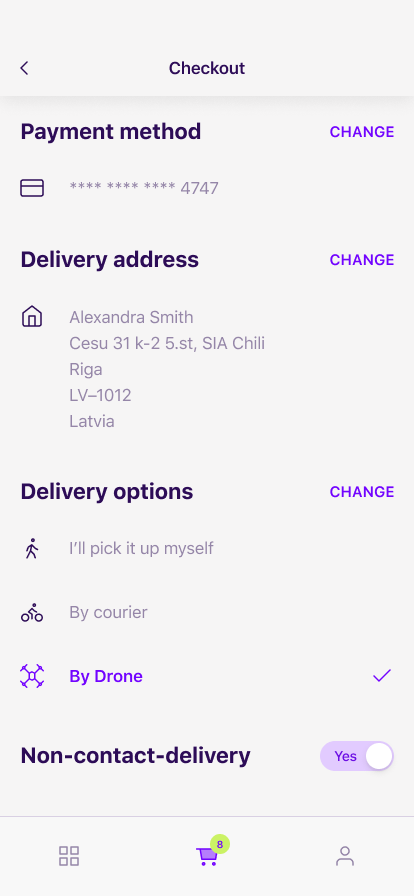 Checkout
Payment method
CHANGE
**** **** **** 4747
Delivery address
CHANGE
Alexandra Smith
Cesu 31 k-2 5.st, SIA Chili
Riga
LV–1012
Latvia
Delivery options
CHANGE
I’ll pick it up myself
By courier
By Drone
Non-contact-delivery
Yes
8